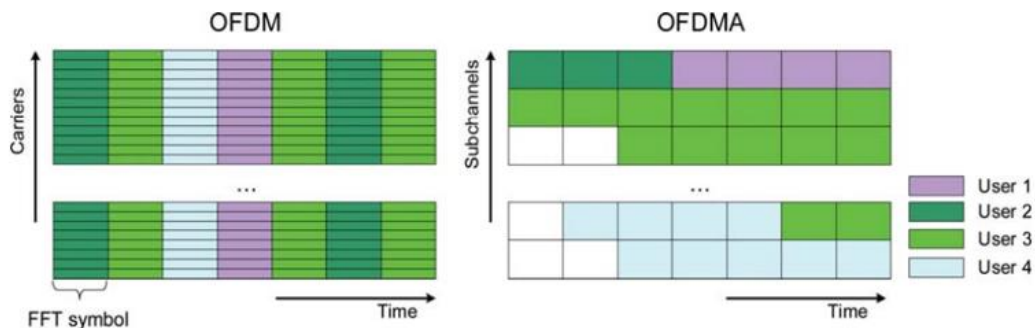 OFDM
Carriers
...
FFT symbol
Time
OFDMA
Subchannels
...
Time
User 1
User 2
User 3
User 4